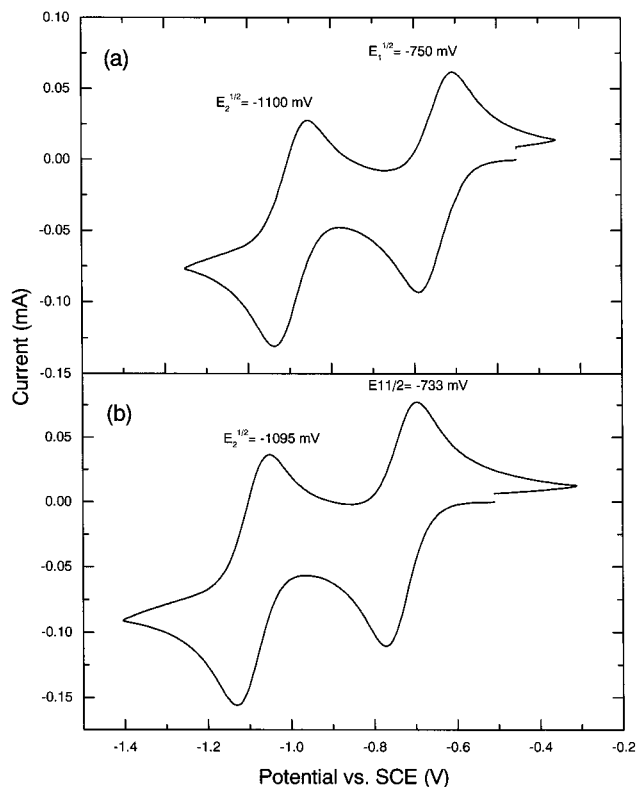 0.10
(a)
E₁^1/2= -750 mV
0.05
E₂^1/2= -1100 mV
0.00
-0.05
-0.10
-0.15
Current (mA)
E11/2= -733 mV
(b)
0.05
E₂^1/2= -1095 mV
0.00
-0.05
-0.10
-0.15
-1.4 -1.2 -1.0 -0.8 -0.6 -0.4 -0.2
Potential vs. SCE (V)